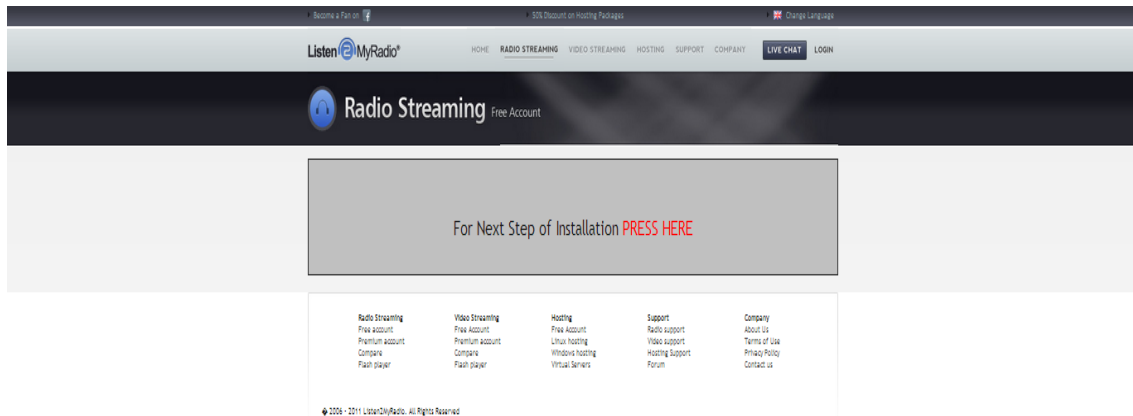 Become a Fan on f
50% Discount on Hosting Packages
Change Language
Listen2MyRadio®
HOME RADIO STREAMING VIDEO STREAMING HOSTING SUPPORT COMPANY LIVE CHAT LOGIN
Radio Streaming Free Account
For Next Step of Installation PRESS HERE
Radio Streaming
Free account
Premium account
Compare
Flash player
Video Streaming
Free Account
Premium account
Compare
Flash player
Hosting
Free Account
Linux hosting
Windows hosting
Virtual Servers
Support
Radio support
Video support
Hosting Support
Forum
Company
About Us
Terms of Use
Privacy Policy
Contact us
� 2006 - 2011 Listen2MyRadio. All Rights Reserved